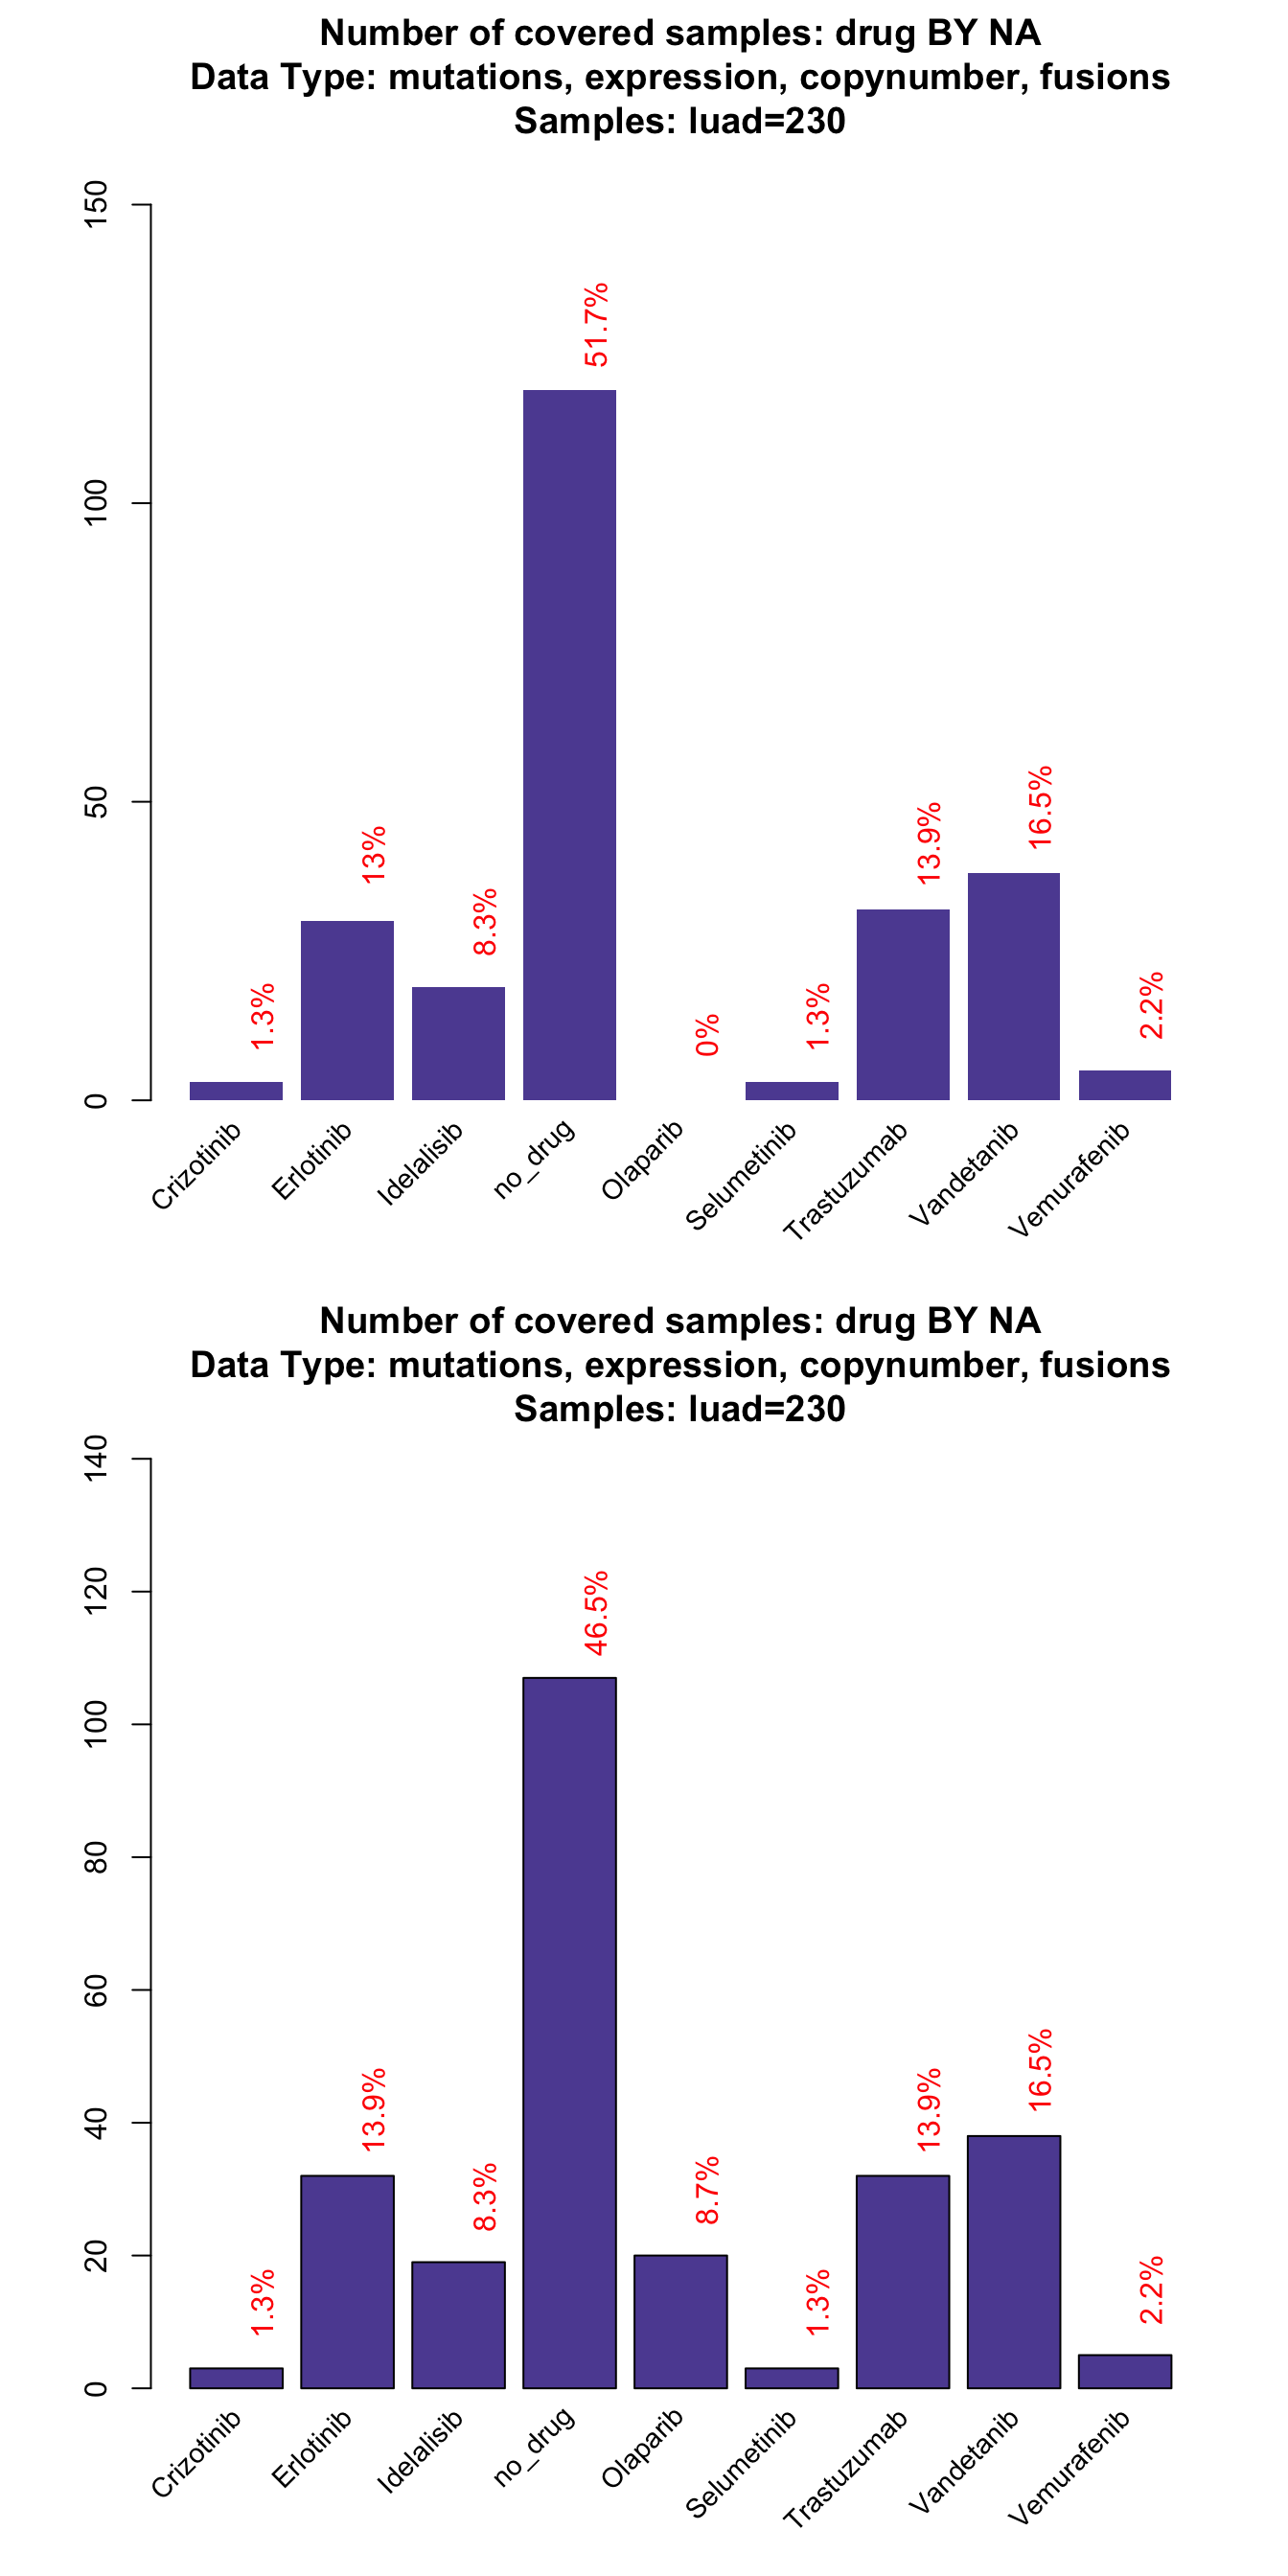 Number of covered samples: drug BY NA
Data Type: mutations, expression, copynumber, fusions
Samples: luad=230
150
100
50
0
1.3%
13%
8.3%
51.7%
0%
1.3%
13.9%
16.5%
2.2%
Crizotinib
Erlotinib
Idelalisib
no_drug
Olaparib
Selumetinib
Trastuzumab
Vandetanib
Vemurafenib
Number of covered samples: drug BY NA
Data Type: mutations, expression, copynumber, fusions
Samples: luad=230
140
120
100
80
60
40
20
0
1.3%
13.9%
8.3%
46.5%
8.7%
1.3%
13.9%
16.5%
2.2%
Crizotinib
Erlotinib
Idelalisib
no_drug
Olaparib
Selumetinib
Trastuzumab
Vandetanib
Vemurafenib